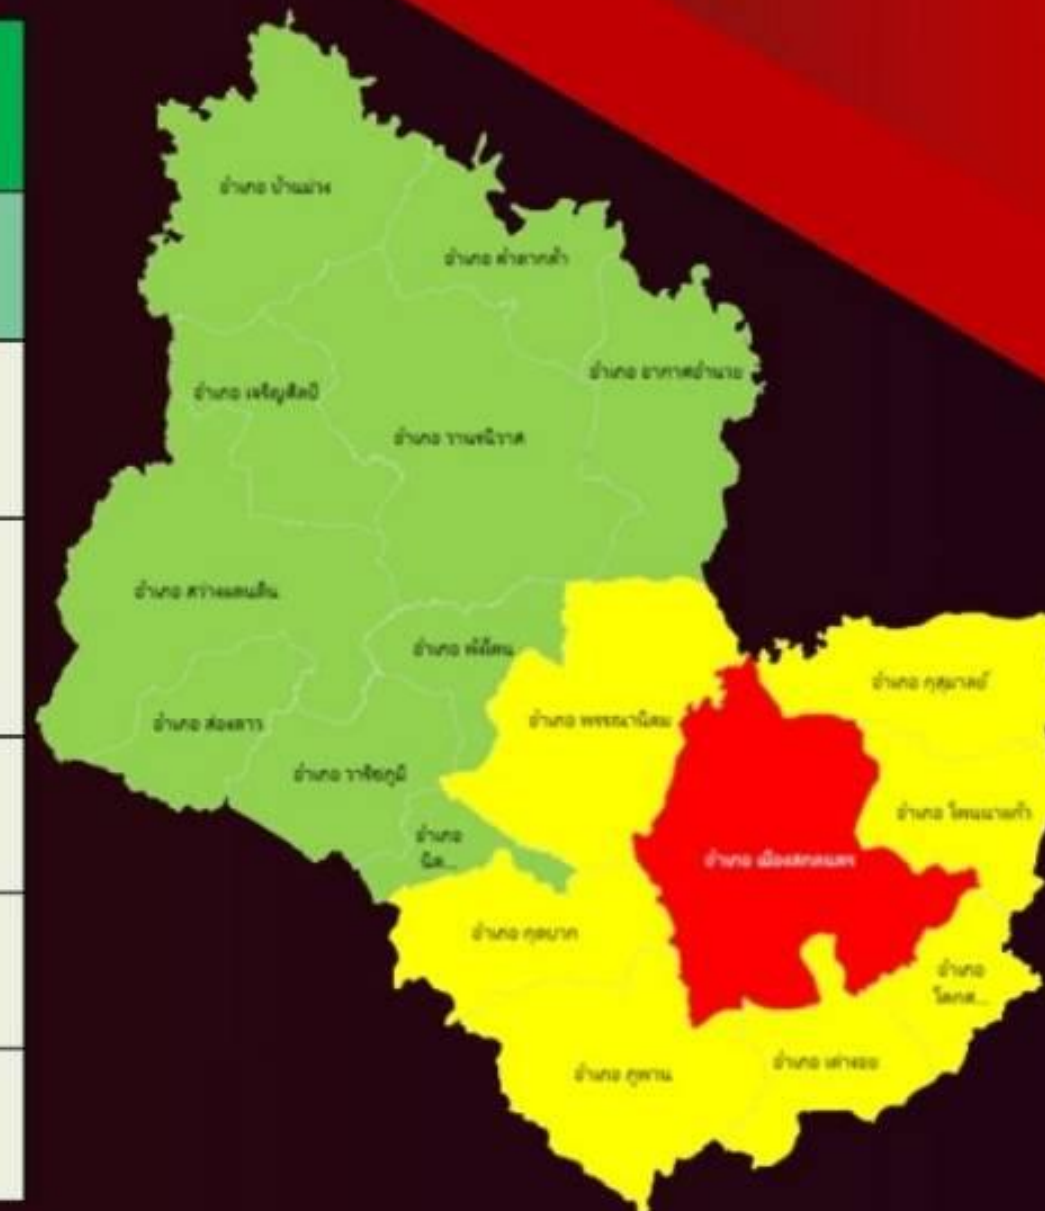 อำเภอ บ้านม่วง
อำเภอ คำตากล้า
อำเภอ อากาศอำนวย
อำเภอ เจริญศิลป์
อำเภอ วานรนิวาส
อำเภอ สว่างแดนดิน
อำเภอ พังโคน
อำเภอ กุสุมาลย์
อำเภอ ส่องดาว
อำเภอ พรรณานิคม
อำเภอ วาริชภูมิ
อำเภอ โพนนาแก้ว
อำเภอ
นิค...
อำเภอ เมืองสกลนคร
อำเภอ กุดบาก
อำเภอ
โคกศ...
อำเภอ ภูพาน
อำเภอ เต่างอย